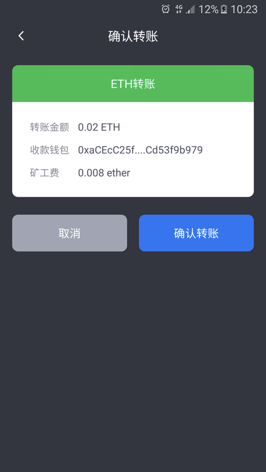 4G 12% 10:23
确认转账
ETH转账
转账金额 0.02 ETH
收款钱包 0xaCEcC25f....Cd53f9b979
矿工费 0.008 ether
取消 确认转账